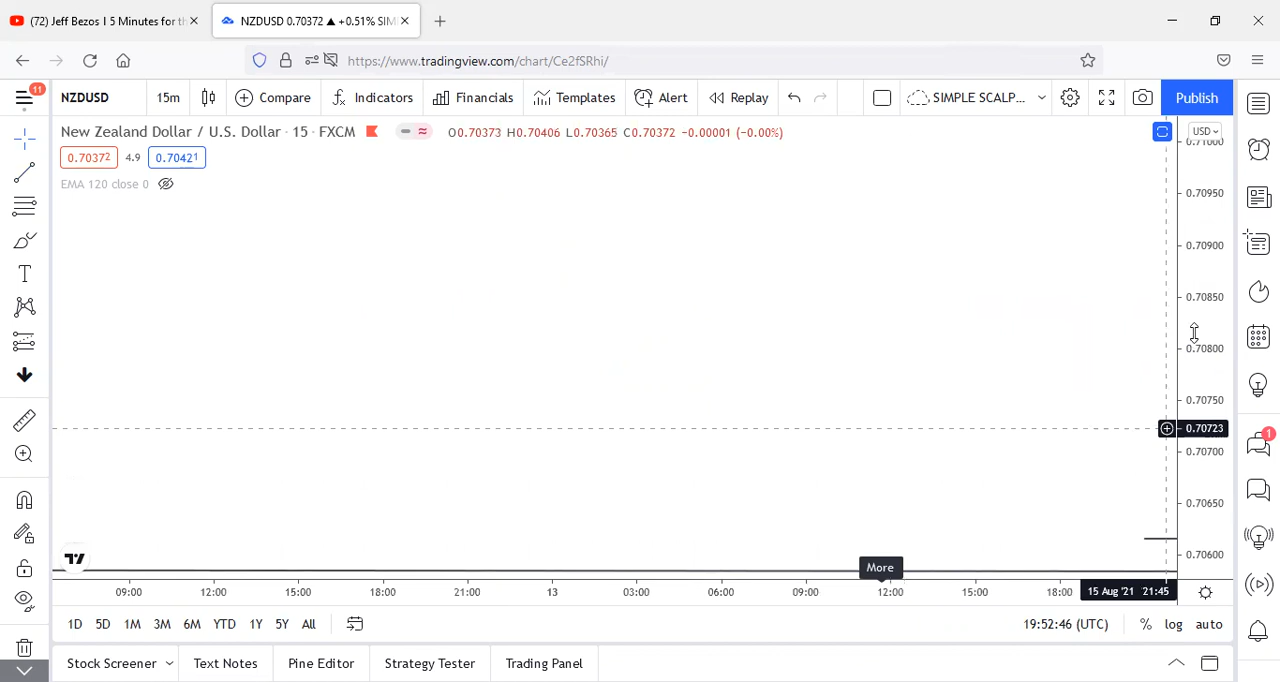 (72) Jeff Bezos I 5 Minutes for th
NZDUSD 0.70372 ▲ +0.51% SIM
https://www.tradingview.com/chart/Ce2fSRhi/
11
NZDUSD 15m Compare Indicators Financials Templates Alert Replay SIMPLE SCALP... Publish
New Zealand Dollar / U.S. Dollar · 15 · FXCM O0.70373 H0.70406 L0.70365 C0.70372 −0.00001 (−0.00%)
USD
0.71000
0.70372 4.9 0.70421
EMA 120 close 0
0.70950
0.70900
0.70850
0.70800
0.70750
0.70723
1
0.70700
0.70650
0.70600
More
09:00 12:00 15:00 18:00 21:00 13 03:00 06:00 09:00 12:00 15:00 18:00 15 Aug '21 21:45
1D 5D 1M 3M 6M YTD 1Y 5Y All 19:52:46 (UTC) % log auto
Stock Screener Text Notes Pine Editor Strategy Tester Trading Panel